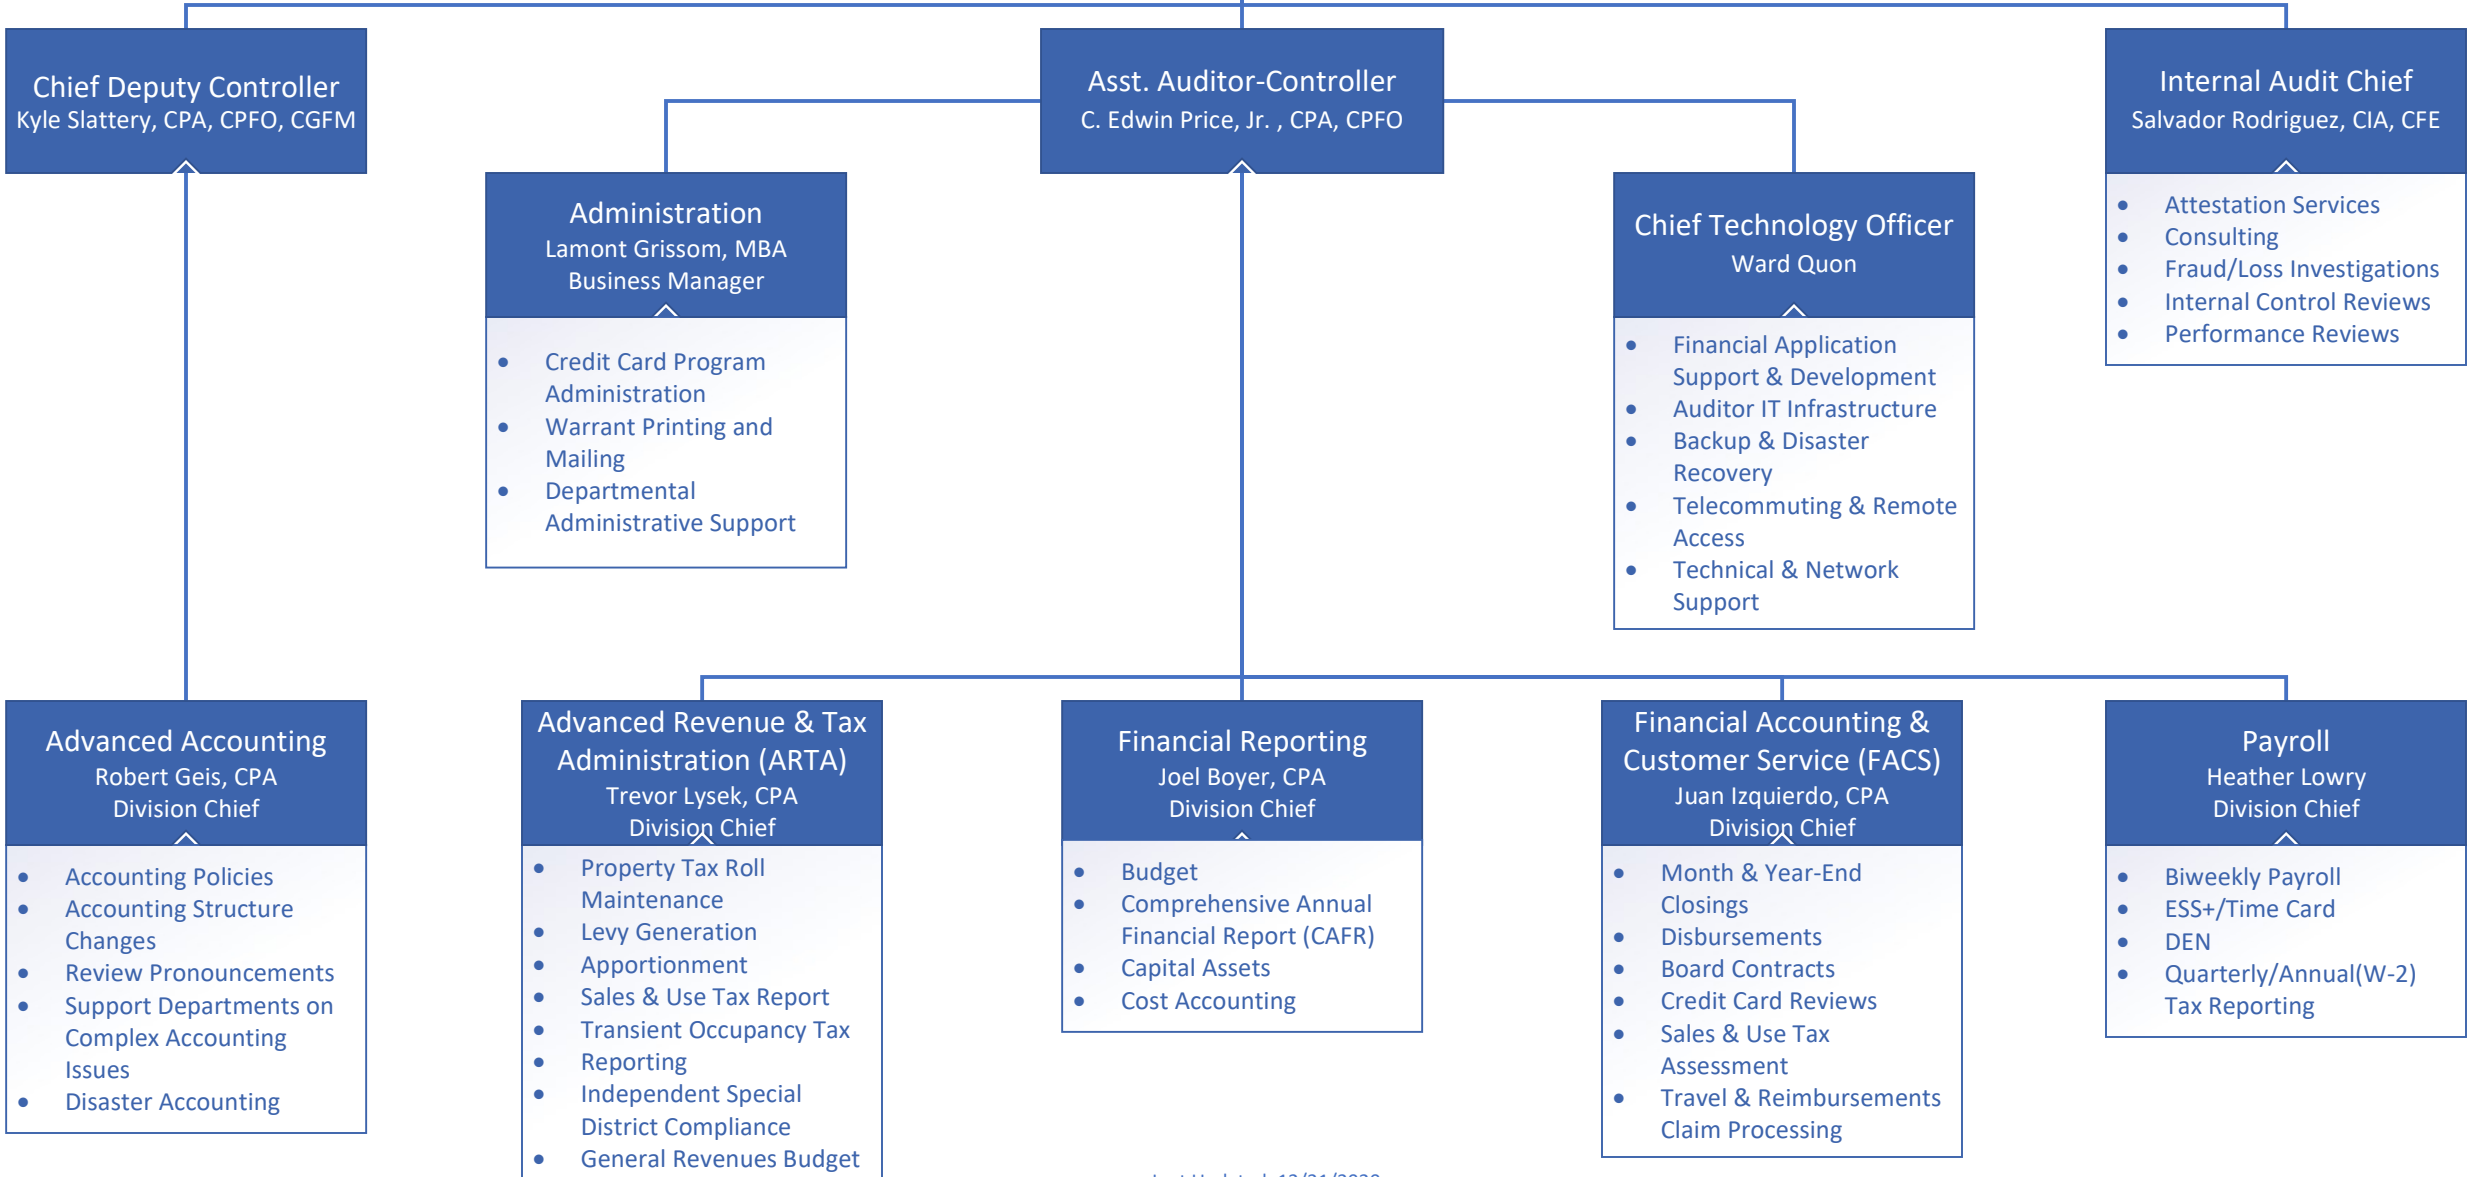 Chief Deputy Controller
Kyle Slattery, CPA, CPFO, CGFM
Asst. Auditor-Controller
C. Edwin Price, Jr. , CPA, CPFO
Internal Audit Chief
Salvador Rodriguez, CIA, CFE
• Attestation Services
• Consulting
• Fraud/Loss Investigations
• Internal Control Reviews
• Performance Reviews
Administration
Lamont Grissom, MBA
Business Manager
• Credit Card Program
Administration
• Warrant Printing and
Mailing
• Departmental
Administrative Support
Chief Technology Officer
Ward Quon
• Financial Application
Support & Development
• Auditor IT Infrastructure
• Backup & Disaster
Recovery
• Telecommuting & Remote
Access
• Technical & Network
Support
Advanced Accounting
Robert Geis, CPA
Division Chief
• Accounting Policies
• Accounting Structure
Changes
• Review Pronouncements
• Support Departments on
Complex Accounting
Issues
• Disaster Accounting
Advanced Revenue & Tax
Administration (ARTA)
Trevor Lysek, CPA
Division Chief
• Property Tax Roll
Maintenance
• Levy Generation
• Apportionment
• Sales & Use Tax Report
• Transient Occupancy Tax
• Reporting
• Independent Special
District Compliance
• General Revenues Budget
Financial Reporting
Joel Boyer, CPA
Division Chief
• Budget
• Comprehensive Annual
Financial Report (CAFR)
• Capital Assets
• Cost Accounting
Financial Accounting &
Customer Service (FACS)
Juan Izquierdo, CPA
Division Chief
• Month & Year-End
Closings
• Disbursements
• Board Contracts
• Credit Card Reviews
• Sales & Use Tax
Assessment
• Travel & Reimbursements
Claim Processing
Payroll
Heather Lowry
Division Chief
• Biweekly Payroll
• ESS+/Time Card
• DEN
• Quarterly/Annual(W-2)
Tax Reporting